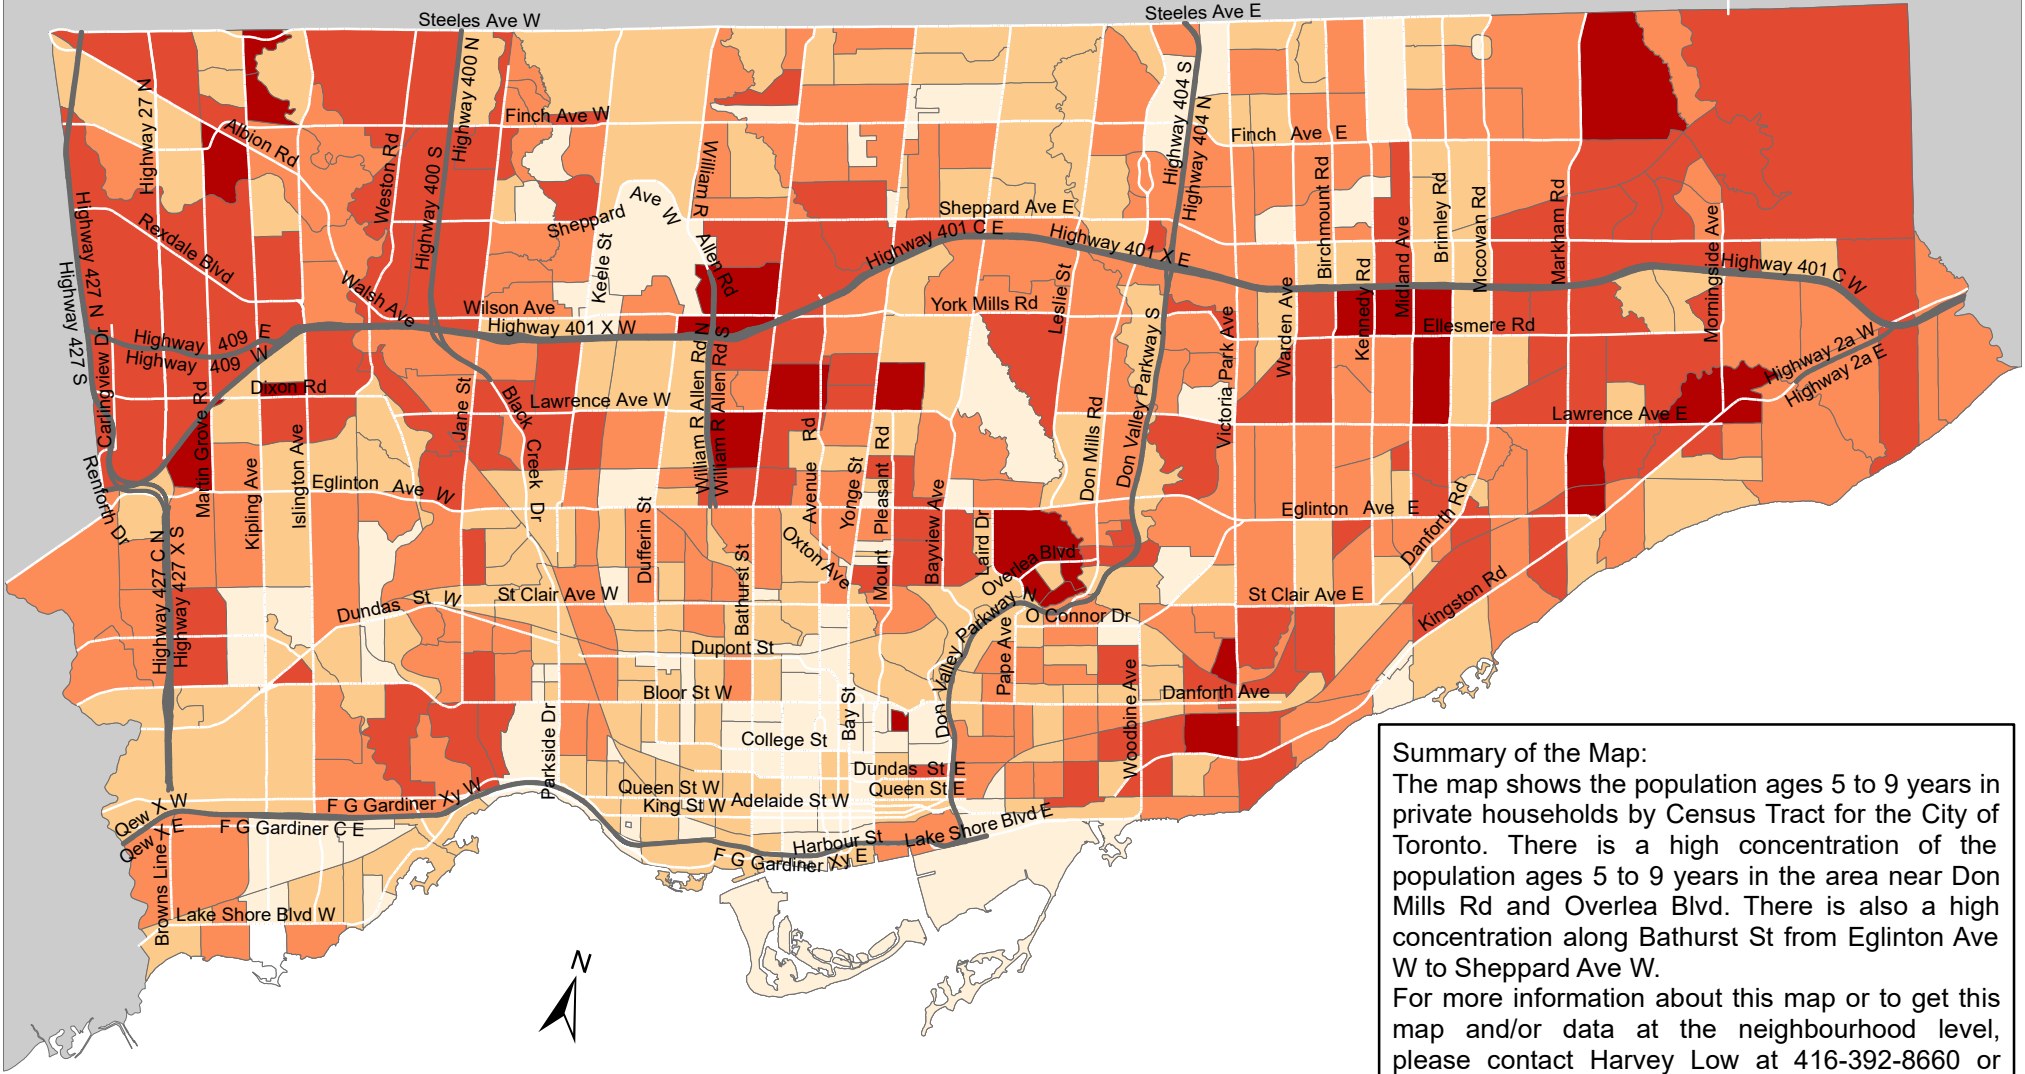 Steeles Ave W
Steeles Ave E
Highway 27 N
Highway 400 N
Finch Ave W
Highway 404 S
Highway 404 N
Finch Ave E
Albion Rd
Weston Rd
Highway 400 S
William R
Birchmount Rd
Brimley Rd
Mccowan Rd
Markham Rd
Highway 427 N
Rexdale Blvd
Sheppard Ave W
Keele St
Allen Rd
Sheppard Ave E
Highway 401 C E
Highway 401 X E
Midland Ave
Morningside Ave
Highway 401 C W
Highway 427 S
Walsh Ave
Wilson Ave
Highway 401 X W
York Mills Rd
Leslie St
Warden Ave
Kennedy Rd
Ellesmere Rd
Highway 409 E
Highway 409 W
Carlingview Dr
Martin Grove Rd
Dixon Rd
Jane St
Black Creek Dr
Lawrence Ave W
William R Allen Rd N
William R Allen Rd S
Avenue Rd
Don Mills Rd
Don Valley Parkway S
Victoria Park Ave
Lawrence Ave E
Highway 2a W
Highway 2a E
Renforth Dr
Kipling Ave
Islington Ave
Eglinton Ave W
Dufferin St
Bathurst St
Yonge St
Mount Pleasant Rd
Bayview Ave
Laird Dr
Eglinton Ave E
Danforth Rd
Highway 427 C N
Highway 427 X S
Oxton Ave
Overlea Blvd
Dundas St W
St Clair Ave W
Don Valley Parkway N
O Connor Dr
St Clair Ave E
Kingston Rd
Dupont St
Pape Ave
Bloor St W
Bay St
Woodbine Ave
Danforth Ave
Parkside Dr
College St
Dundas St E
Queen St W
Queen St E
King St W
Adelaide St W
Qew X W
Qew X E
F G Gardiner Xy W
F G Gardiner C E
F G Gardiner Xy E
Harbour St
Lake Shore Blvd E
Browns Line
Lake Shore Blvd W
N
Summary of the Map:
The map shows the population ages 5 to 9 years in
private households by Census Tract for the City of
Toronto. There is a high concentration of the
population ages 5 to 9 years in the area near Don
Mills Rd and Overlea Blvd. There is also a high
concentration along Bathurst St from Eglinton Ave
W to Sheppard Ave W.
For more information about this map or to get this
map and/or data at the neighbourhood level,
please contact Harvey Low at 416-392-8660 or